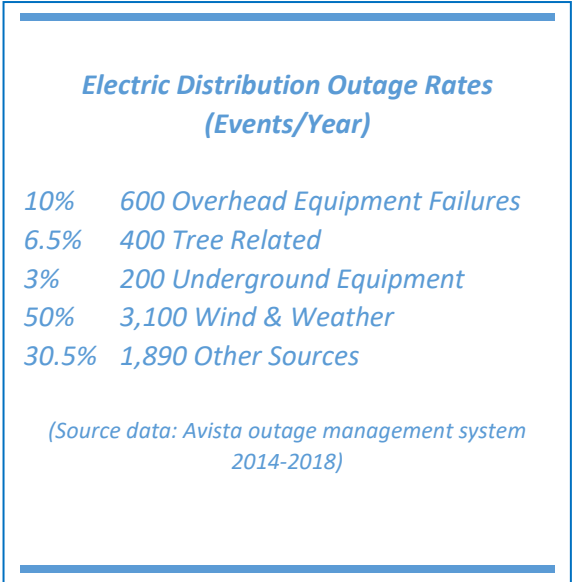 Electric Distribution Outage Rates
(Events/Year)
10% 600 Overhead Equipment Failures
6.5% 400 Tree Related
3% 200 Underground Equipment
50% 3,100 Wind & Weather
30.5% 1,890 Other Sources
(Source data: Avista outage management system
2014-2018)